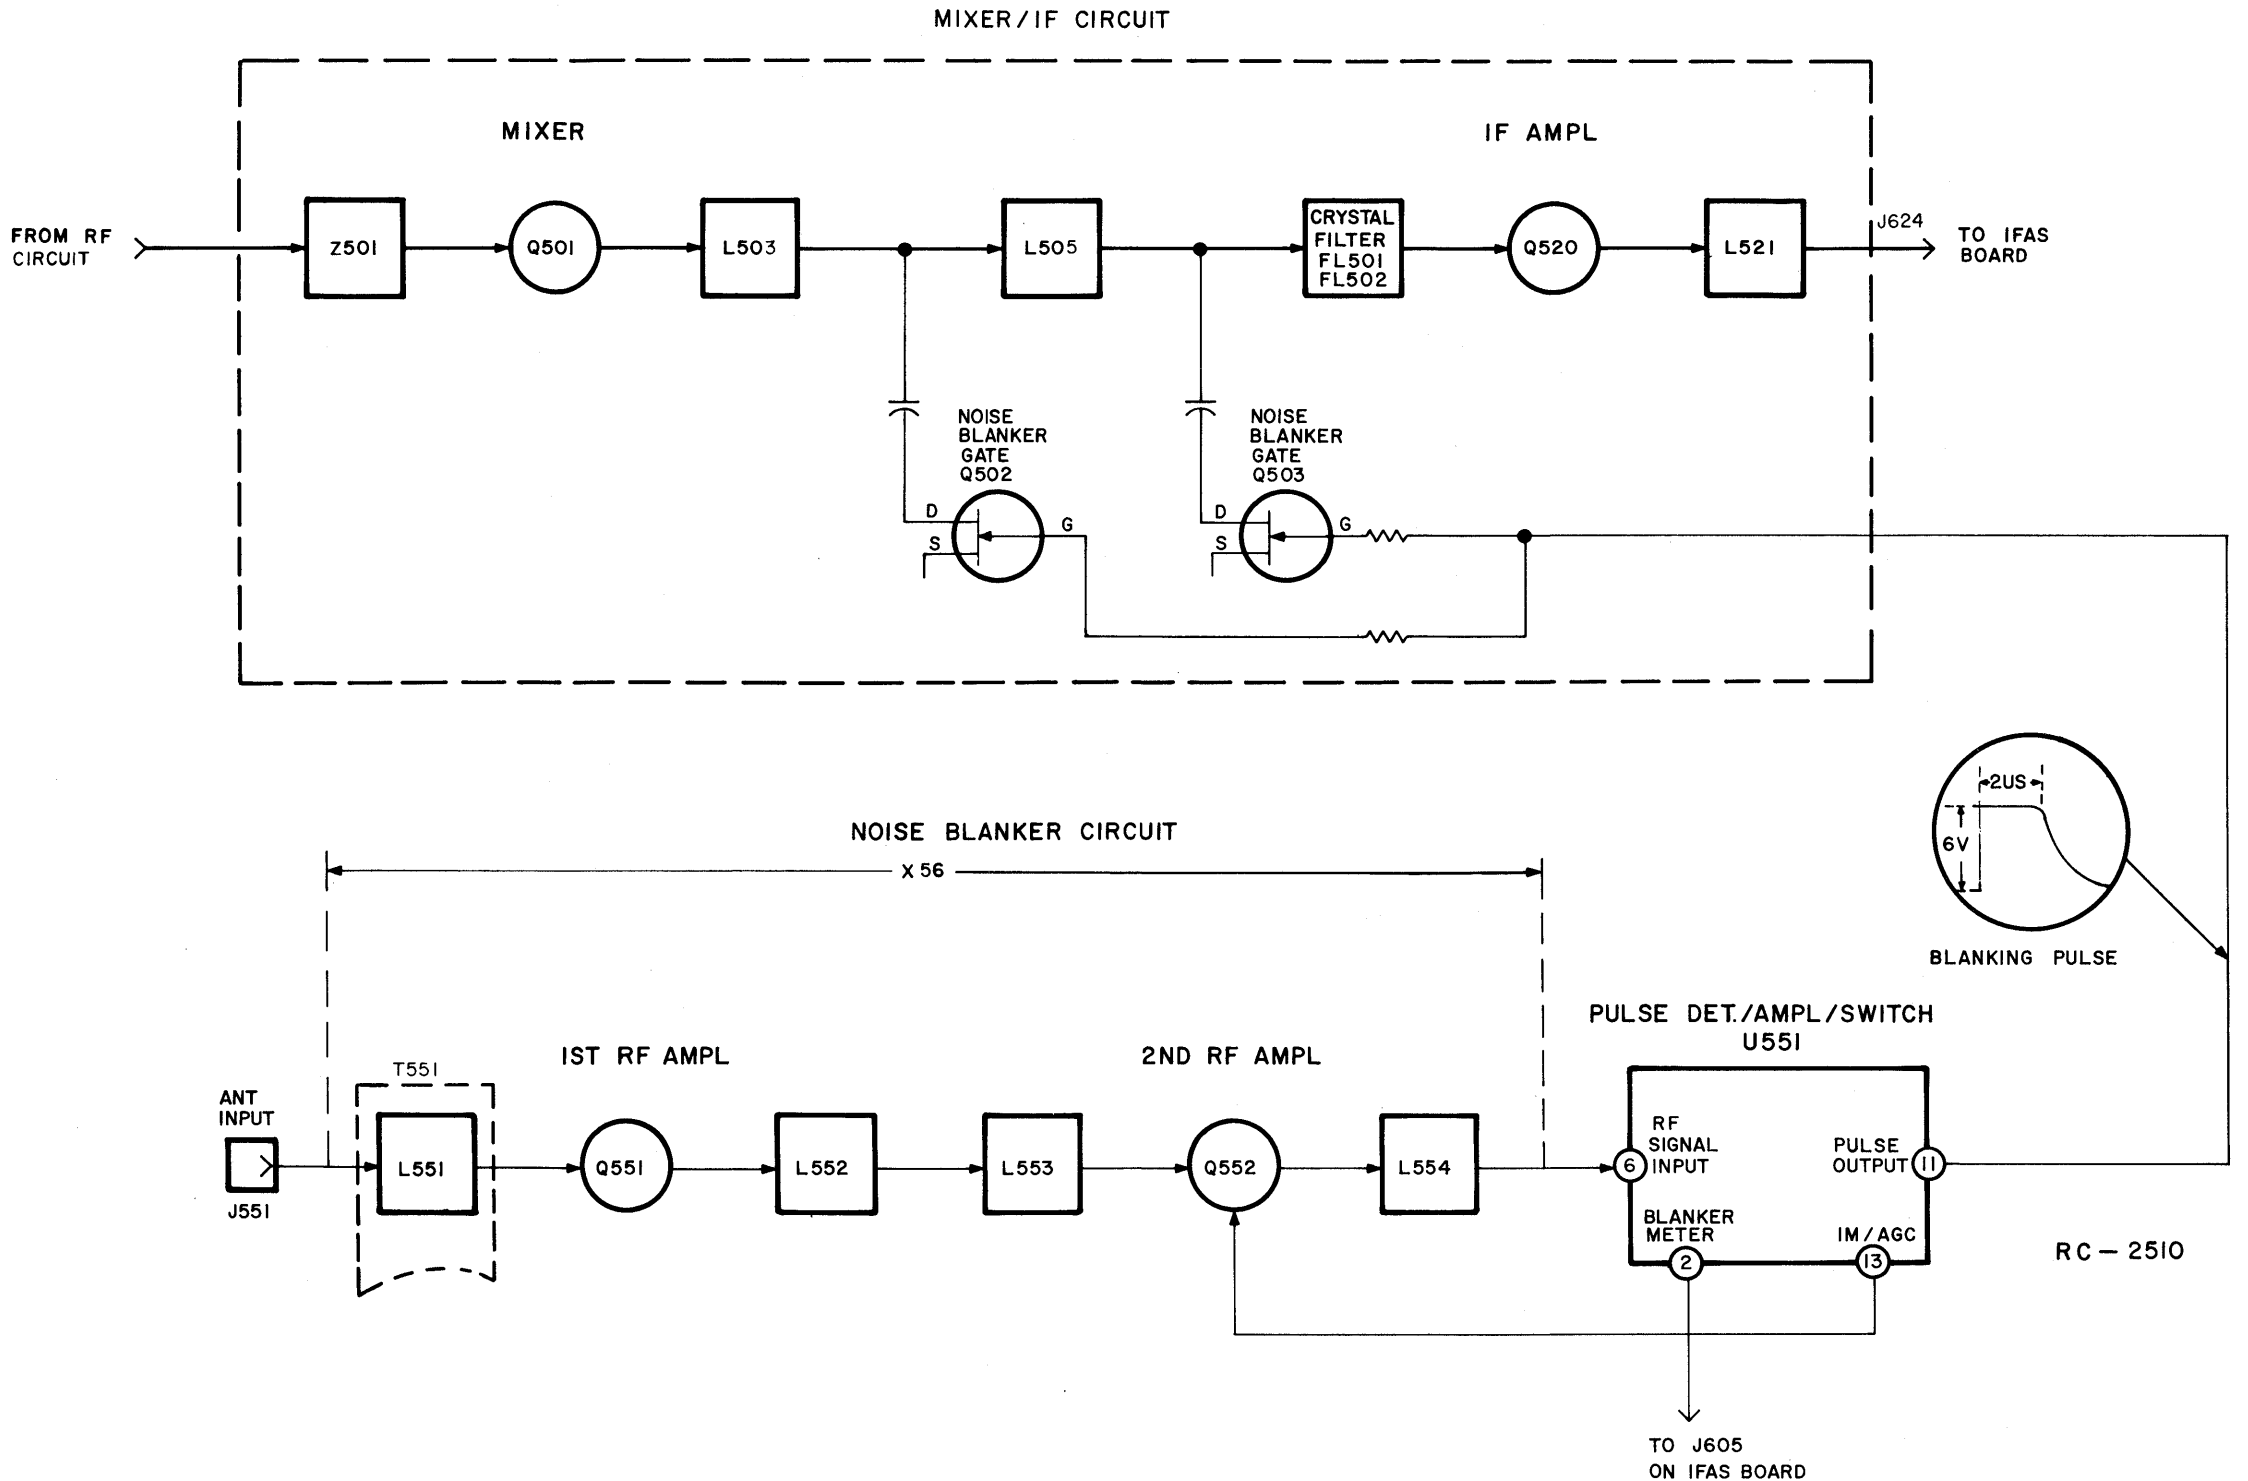 MIXER/IF CIRCUIT
MIXER
IF AMPL
FROM RF
CIRCUIT
Z501
Q501
L503
L505
CRYSTAL
FILTER
FL501
FL502
Q520
L521
J624
TO IFAS
BOARD
NOISE
BLANKER
GATE
Q502
D
S
G
NOISE
BLANKER
GATE
Q503
D
S
G
2US
6V
BLANKING PULSE
NOISE BLANKER CIRCUIT
X 56
1ST RF AMPL
2ND RF AMPL
PULSE DET./AMPL/SWITCH
U551
ANT
INPUT
J551
T551
L551
Q551
L552
L553
Q552
L554
6
RF
SIGNAL
INPUT
PULSE
OUTPUT
11
BLANKER
METER
2
IM/AGC
13
RC-2510
TO J605
ON IFAS BOARD